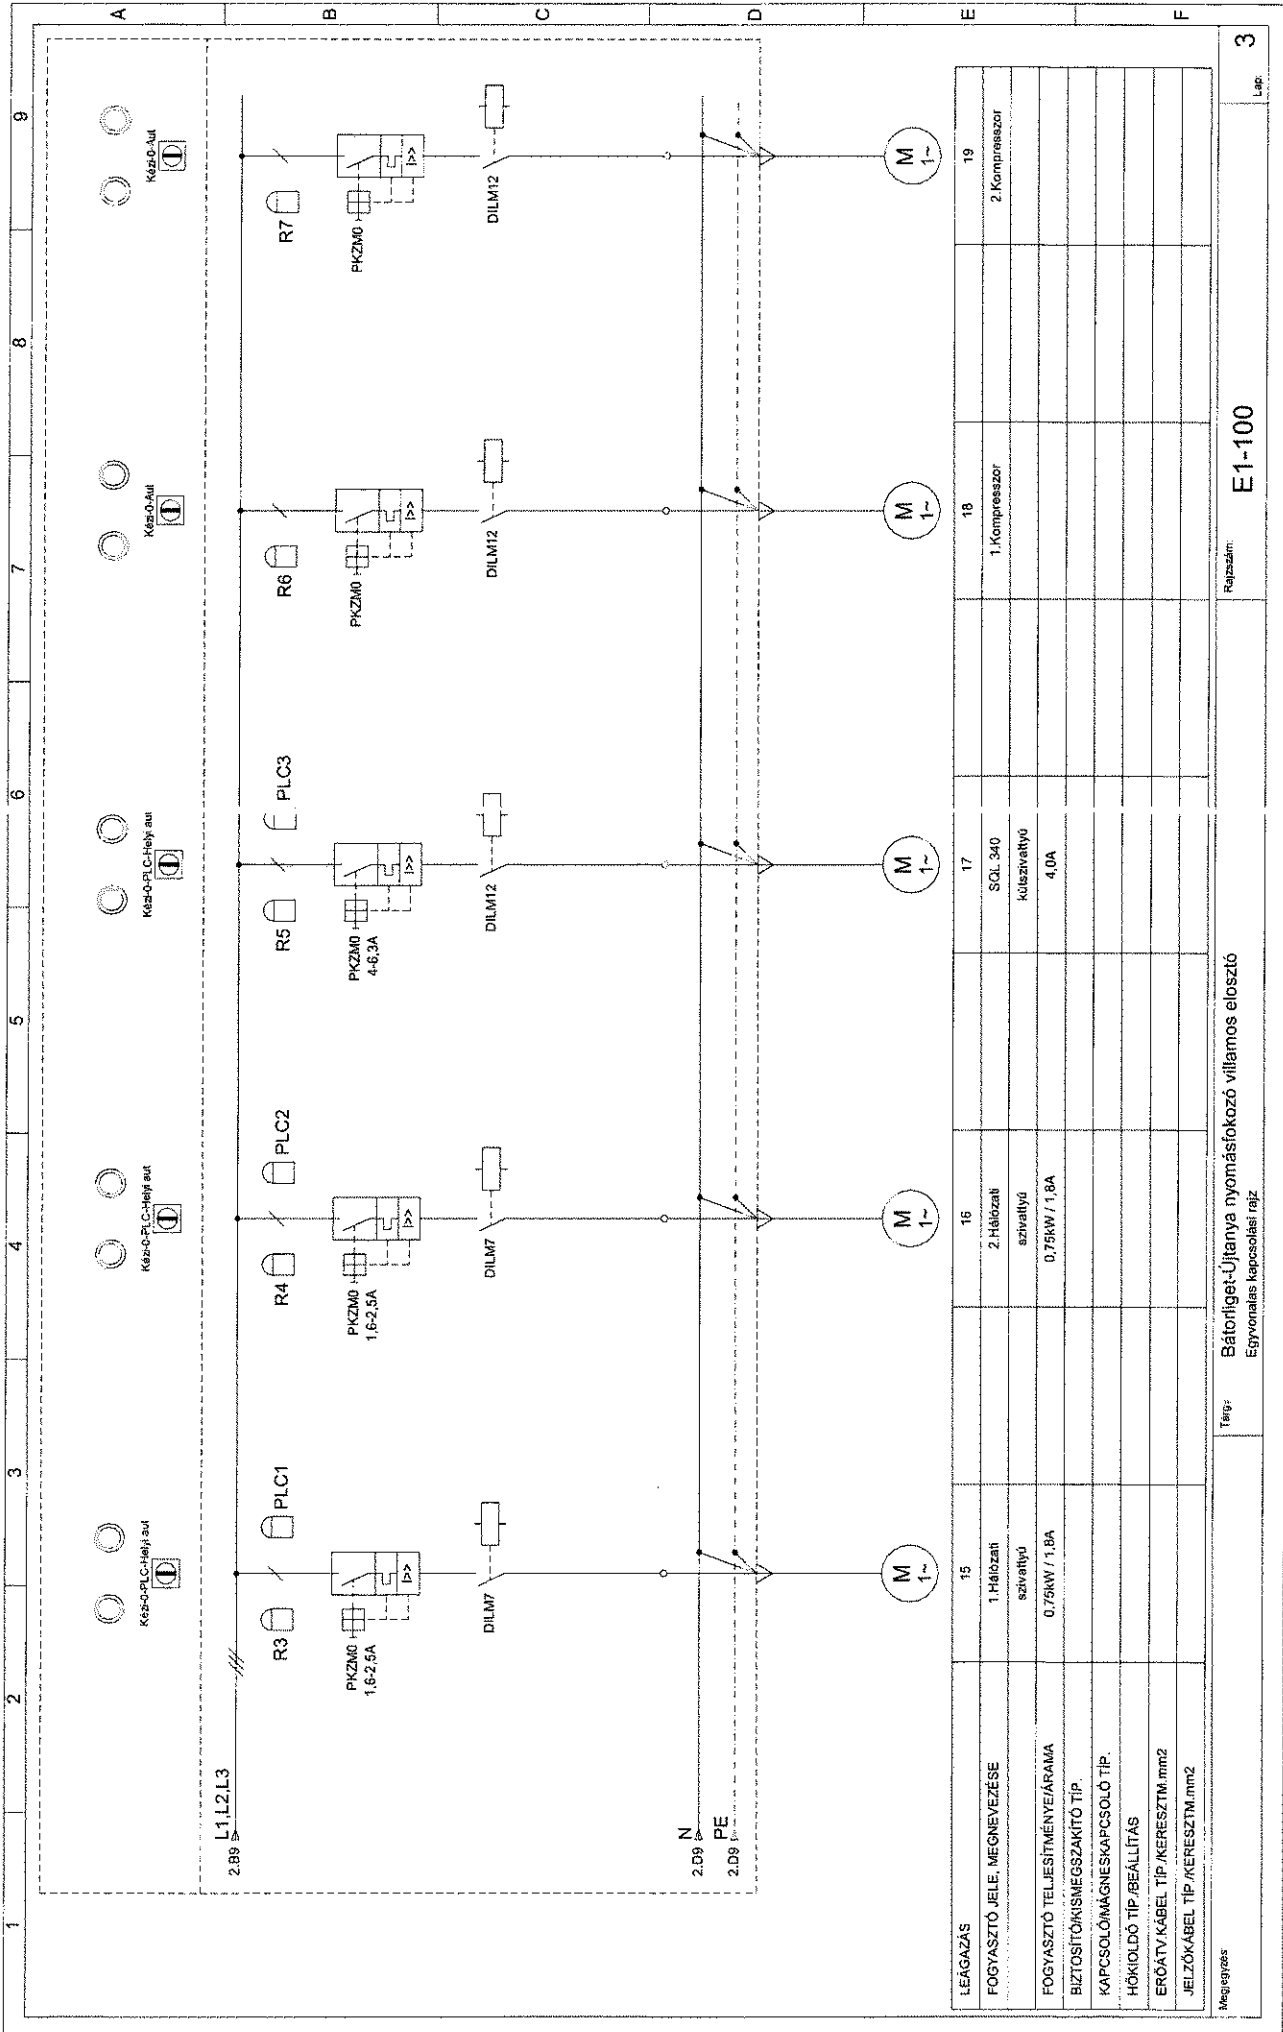 1 2 3 4 5 6 7 8 9
A
B
C
D
E
F
Kézi-0-PLC-Helyi aut
Kézi-0-PLC-Helyi aut
Kézi-0-PLC-Helyi aut
Kézi-0-Aut
Kézi-0-Aut
L1,L2,L3
2.B9
R3 PLC1
R4 PLC2
R5 PLC3
R6
R7
PKZM0
1,6-2,5A
I>>
PKZM0
1,6-2,5A
I>>
PKZM0
4-6,3A
I>>
PKZM0
I>>
PKZM0
I>>
DILM7
DILM7
DILM12
DILM12
DILM12
N
2.D9
PE
2.D9
M
1~
M
1~
M
1~
M
1~
M
1~
LEÁGAZÁS 15 16 17 18 19
FOGYASZTÓ JELE, MEGNEVEZÉSE 1.Hálózati 2.Hálózati SQL 340 1.Kompresszor 2.Kompresszor
szivattyú szivattyú kútszivattyú
FOGYASZTÓ TELJESÍTMÉNYE/ÁRAMA 0,75kW / 1,8A 0,75kW / 1,8A 4,0A
BIZTOSÍTÓ/KISMEGSZAKÍTÓ TÍP.
KAPCSOLÓ/MÁGNESKAPCSOLÓ TÍP.
HŐKIOLDÓ TÍP./BEÁLLÍTÁS
ERŐÁTV.KÁBEL TÍP./KERESZTM.mm2
JELZŐKÁBEL TÍP./KERESZTM.mm2
Megjegyzés:
Tárgy: Bátorliget-Újtanya nyomásfokozó villamos elosztó
Egyvonalas kapcsolási rajz
Rajzszám: E1-100
Lap: 3